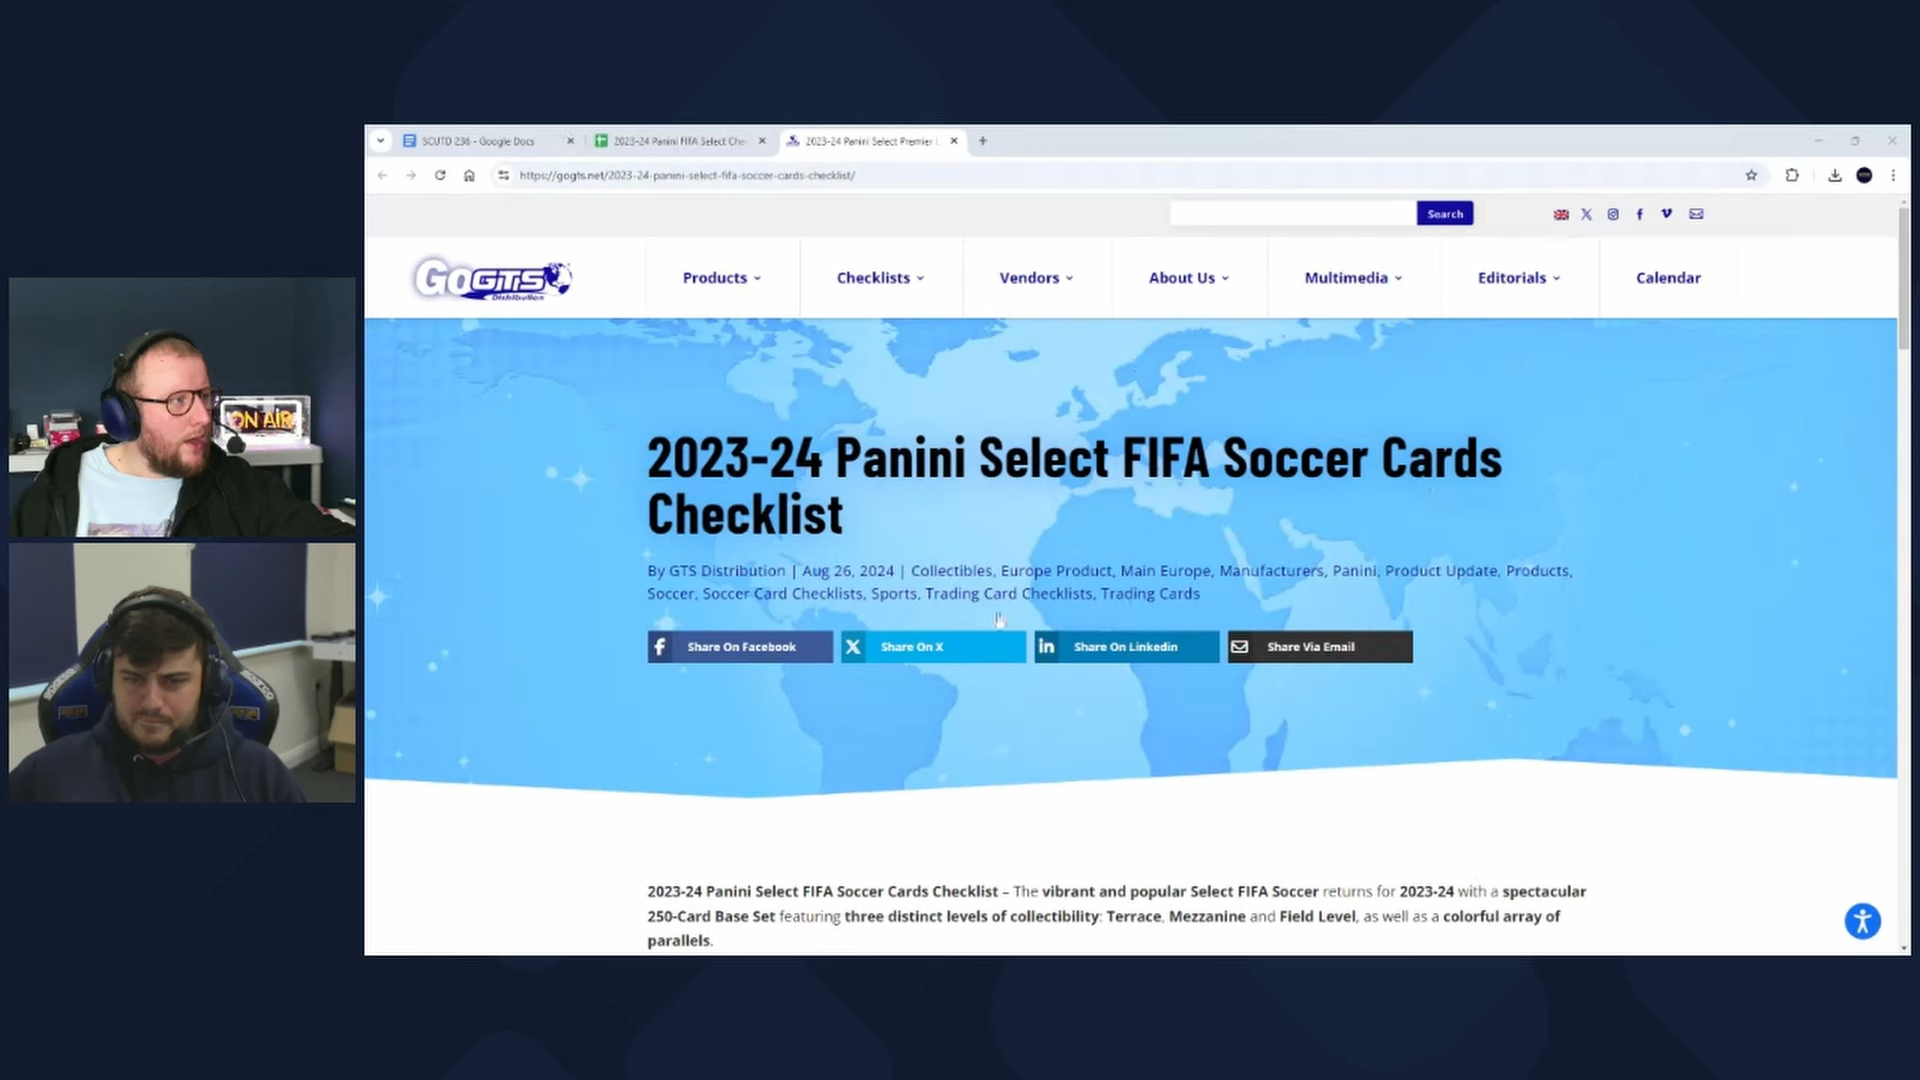 SCUTD 236 - Google Docs
2023-24 Panini FIFA Select Che
2023-24 Panini Select Premier L
https://gogts.net/2023-24-panini-select-fifa-soccer-cards-checklist/
Search
GOGTS
Distribution
Products
Checklists
Vendors
About Us
Multimedia
Editorials
Calendar
ON AIR
2023-24 Panini Select FIFA Soccer Cards
Checklist
By GTS Distribution | Aug 26, 2024 | Collectibles, Europe Product, Main Europe, Manufacturers, Panini, Product Update, Products,
Soccer, Soccer Card Checklists, Sports, Trading Card Checklists, Trading Cards
Share On Facebook
Share On X
Share On Linkedin
Share Via Email
2023-24 Panini Select FIFA Soccer Cards Checklist – The vibrant and popular Select FIFA Soccer returns for 2023-24 with a spectacular
250-Card Base Set featuring three distinct levels of collectibility: Terrace, Mezzanine and Field Level, as well as a colorful array of
parallels.